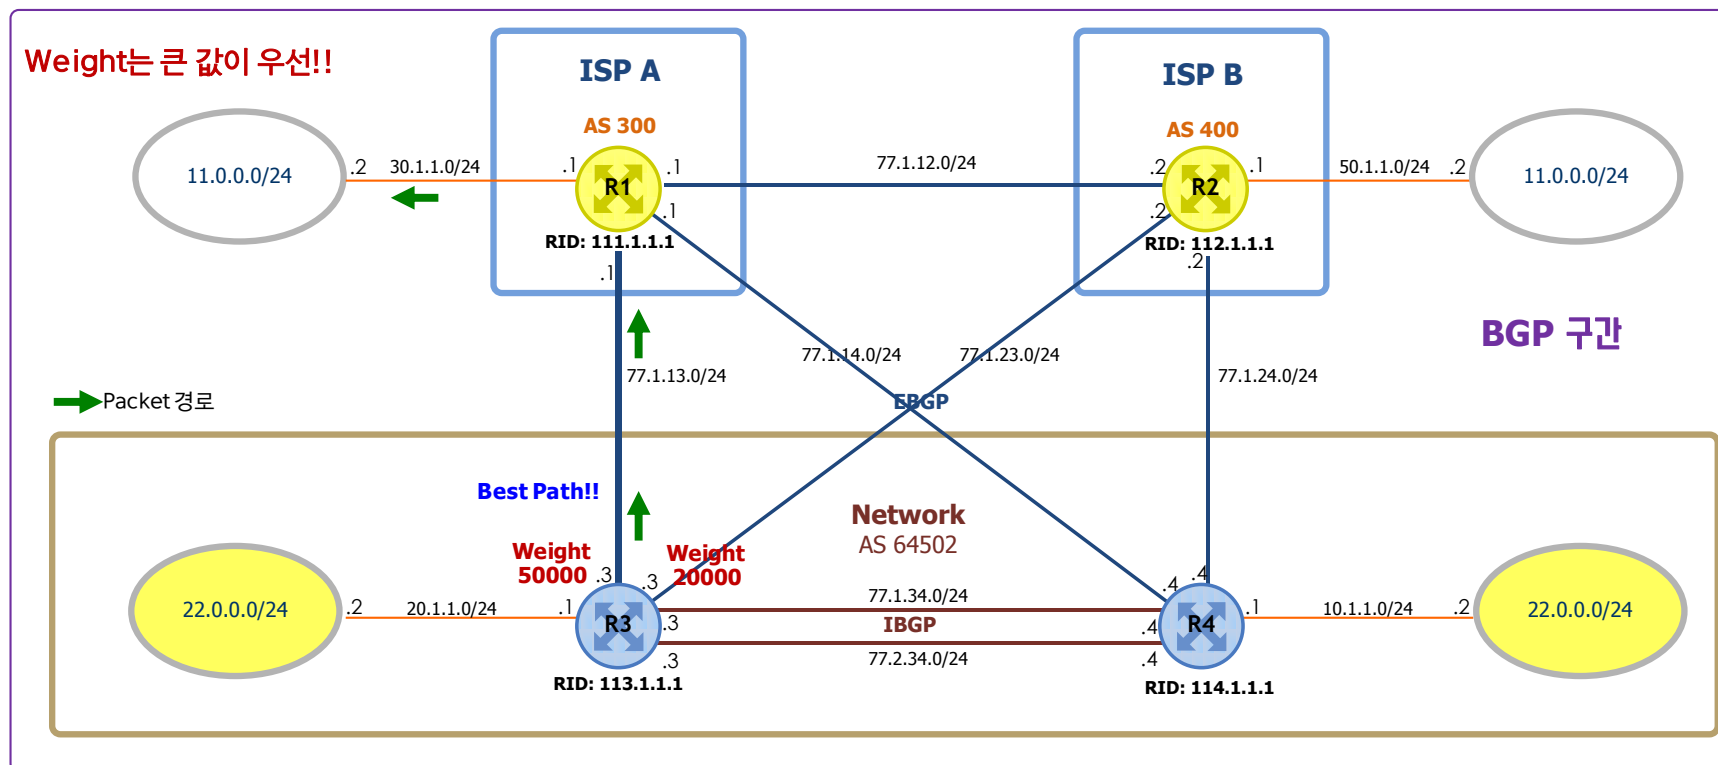 Weight는 큰 값이 우선!!
ISP A
ISP B
AS 300
AS 400
11.0.0.0/24
.2
30.1.1.0/24
.1
R1
.1
77.1.12.0/24
.2
R2
.1
50.1.1.0/24
.2
11.0.0.0/24
.1
.2
RID: 111.1.1.1
RID: 112.1.1.1
.1
.2
BGP 구간
77.1.14.0/24
77.1.23.0/24
77.1.13.0/24
77.1.24.0/24
Packet 경로
EBGP
Best Path!!
Network
AS 64502
Weight
50000
Weight
20000
.3
.3
.4
.4
22.0.0.0/24
.2
20.1.1.0/24
.1
R3
.3
77.1.34.0/24
IBGP
.4
R4
.1
10.1.1.0/24
.2
22.0.0.0/24
.3
77.2.34.0/24
.4
RID: 113.1.1.1
RID: 114.1.1.1